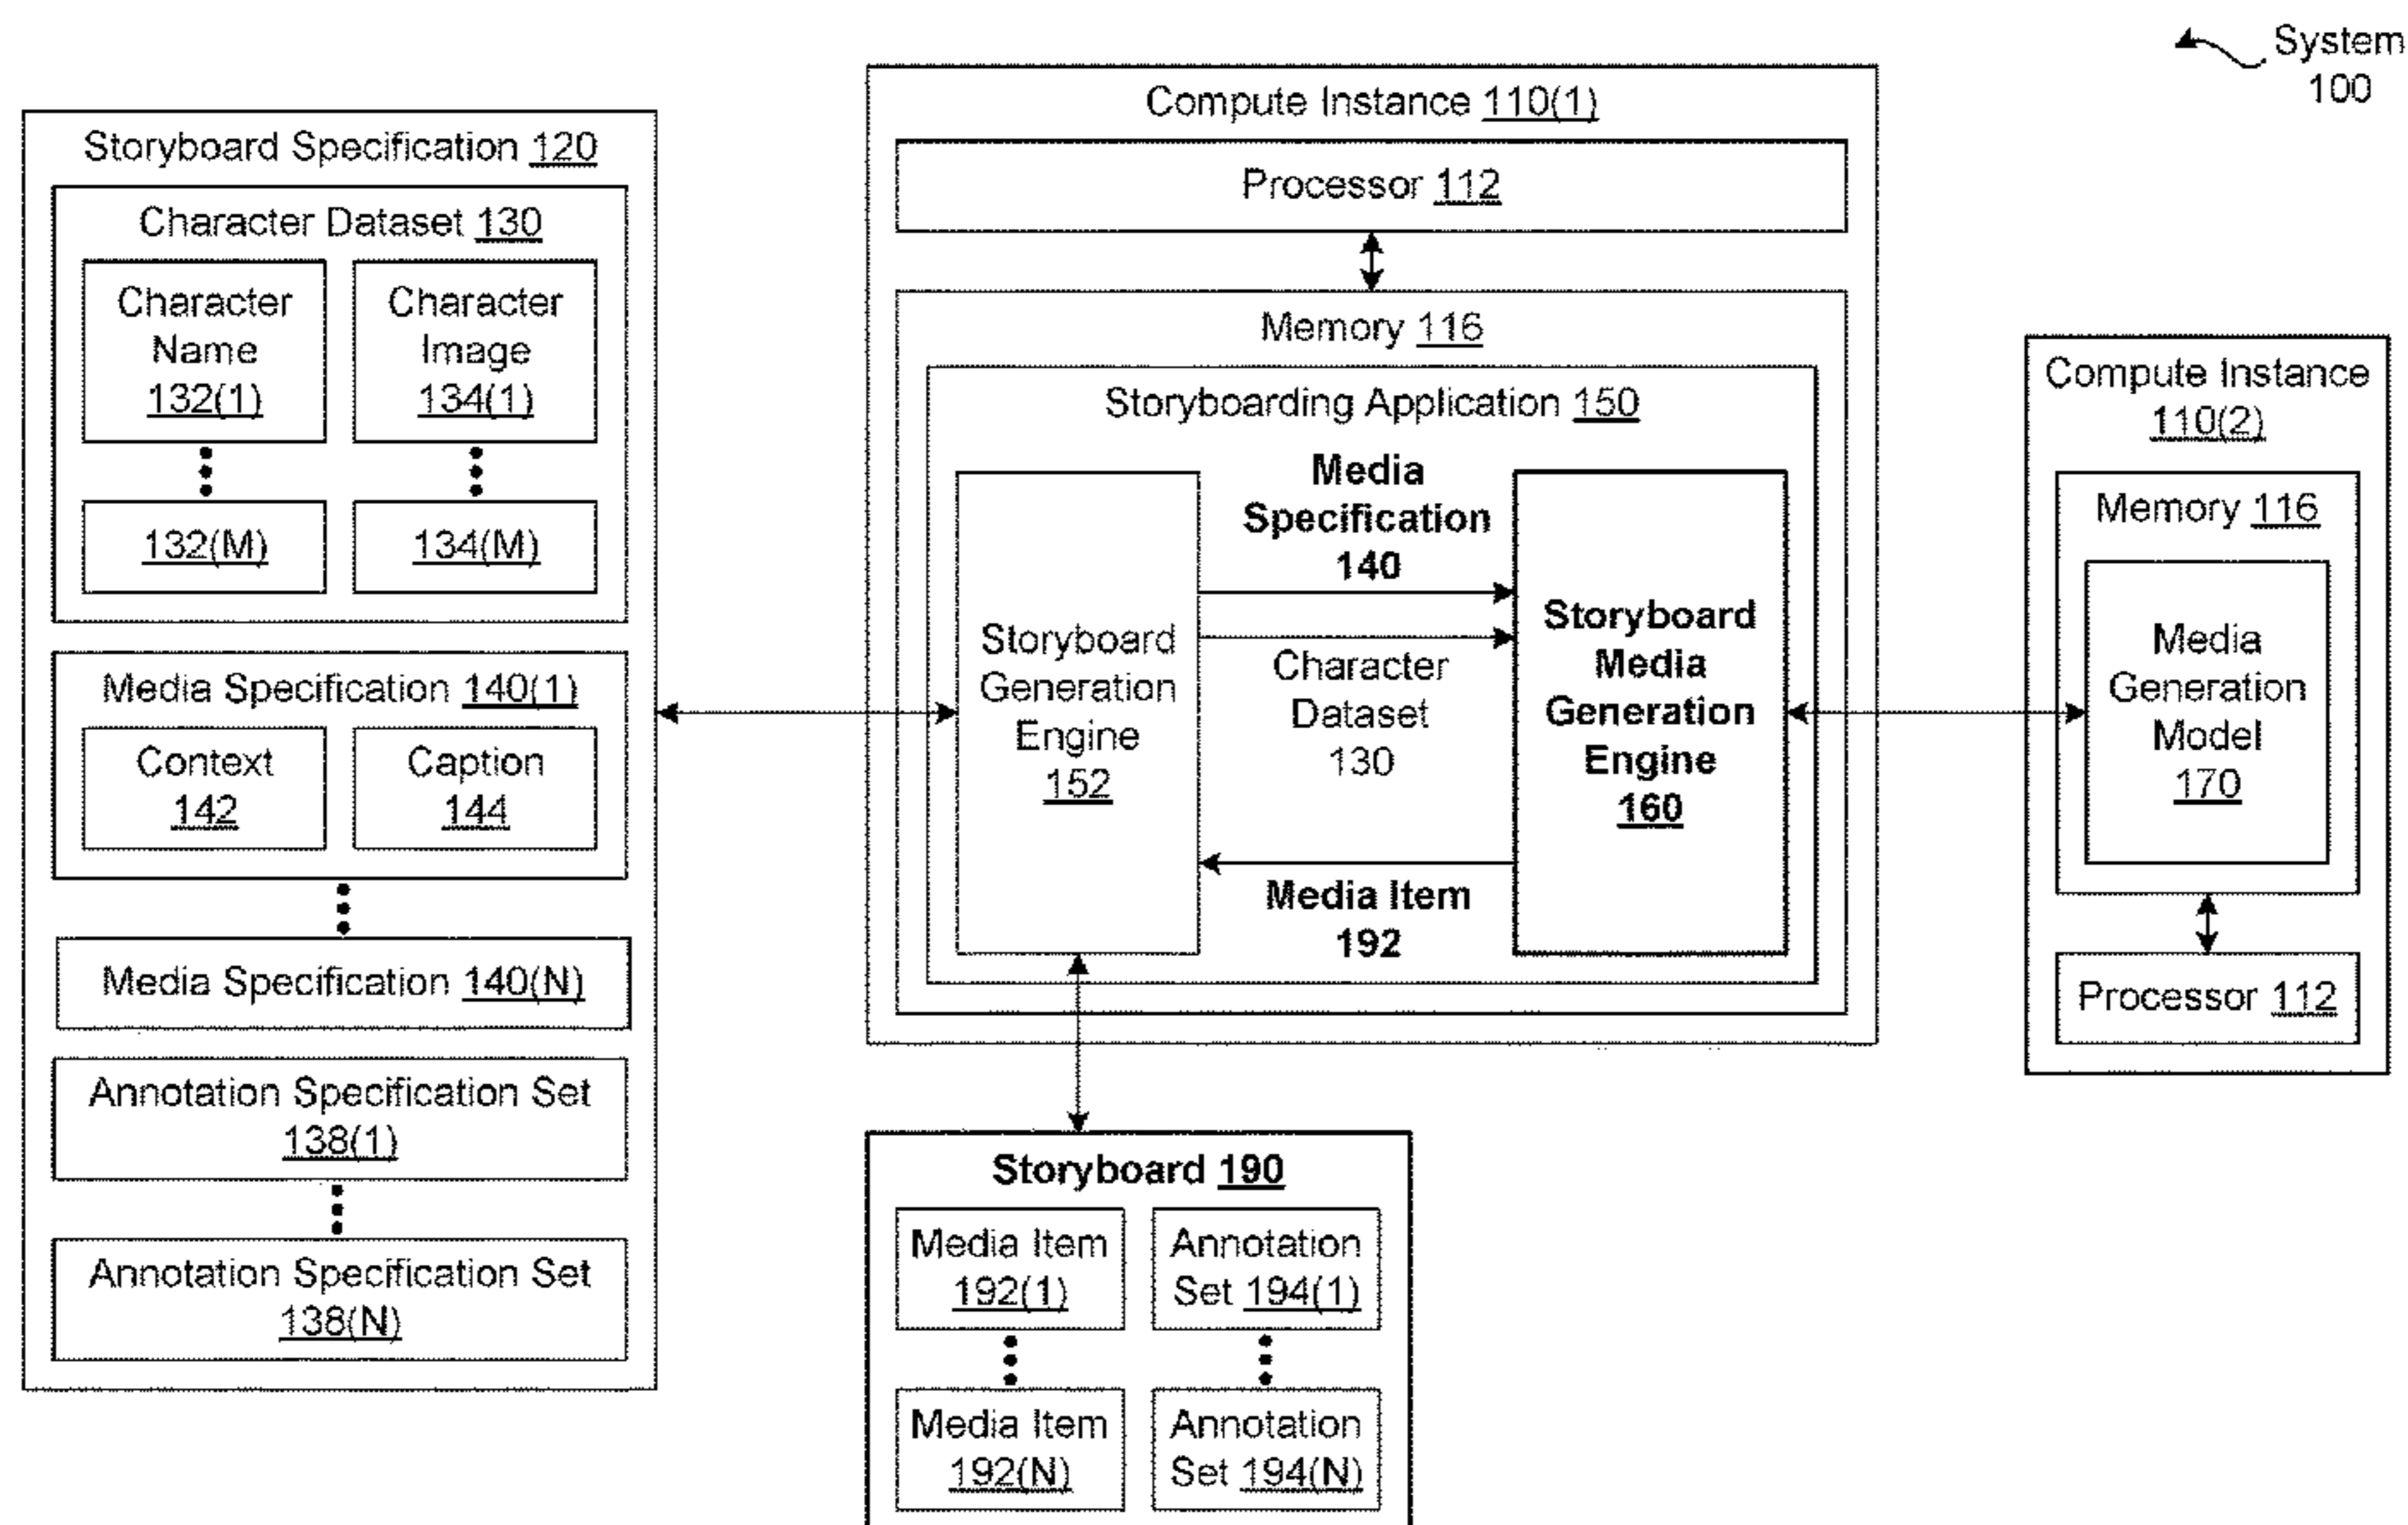 System
100
Storyboard Specification 120
Character Dataset 130
Character
Name
132(1)
Character
Image
134(1)
132(M)
134(M)
Media Specification 140(1)
Context
142
Caption
144
Media Specification 140(N)
Annotation Specification Set
138(1)
Annotation Specification Set
138(N)
Compute Instance 110(1)
Processor 112
Memory 116
Storyboarding Application 150
Storyboard
Generation
Engine
152
Media
Specification
140
Character
Dataset
130
Media Item
192
Storyboard
Media
Generation
Engine
160
Compute Instance
110(2)
Memory 116
Media
Generation
Model
170
Processor 112
Storyboard 190
Media Item
192(1)
Annotation
Set 194(1)
Media Item
192(N)
Annotation
Set 194(N)